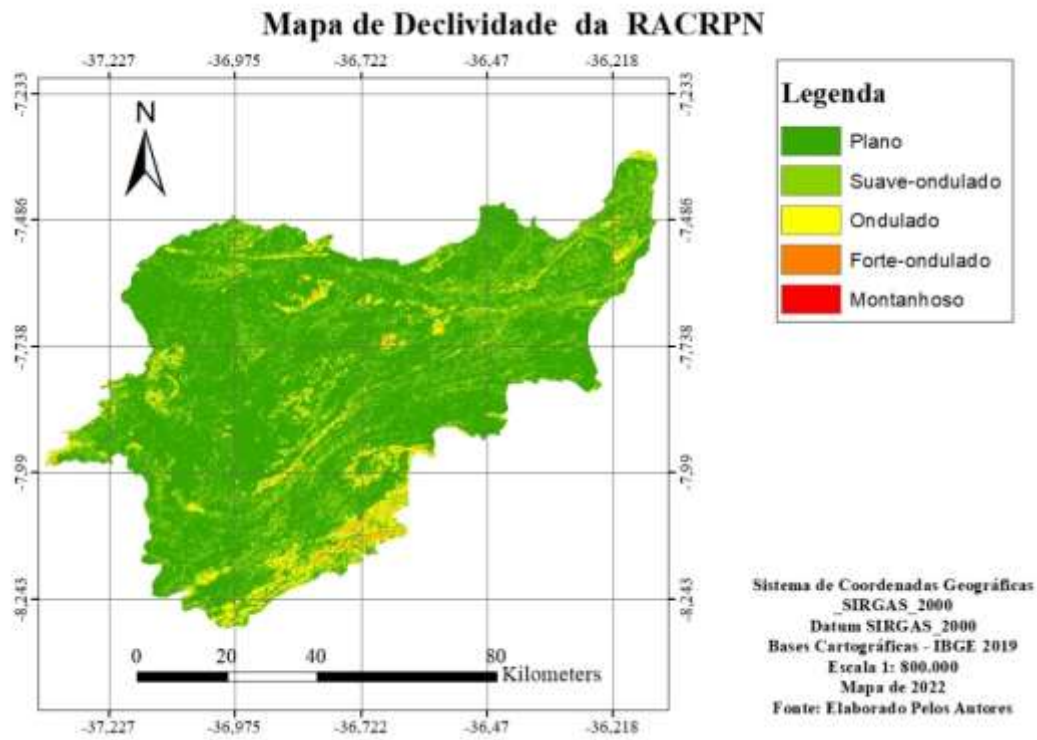 Mapa de Declividade da RACRPN
-37,227 -36,975 -36,722 -36,47 -36,218
-7,233 -7,233
N
Legenda
Plano
Suave-ondulado
Ondulado
Forte-ondulado
Montanhoso
-7,486 -7,486
-7,738 -7,738
-7,99 -7,99
-8,243 -8,243
0 20 40 80
Kilometers
-37,227 -36,975 -36,722 -36,47 -36,218
Sistema de Coordenadas Geográficas
_SIRGAS_2000
Datum SIRGAS_2000
Bases Cartográficas - IBGE 2019
Escala 1: 800.000
Mapa de 2022
Fonte: Elaborado Pelos Autores